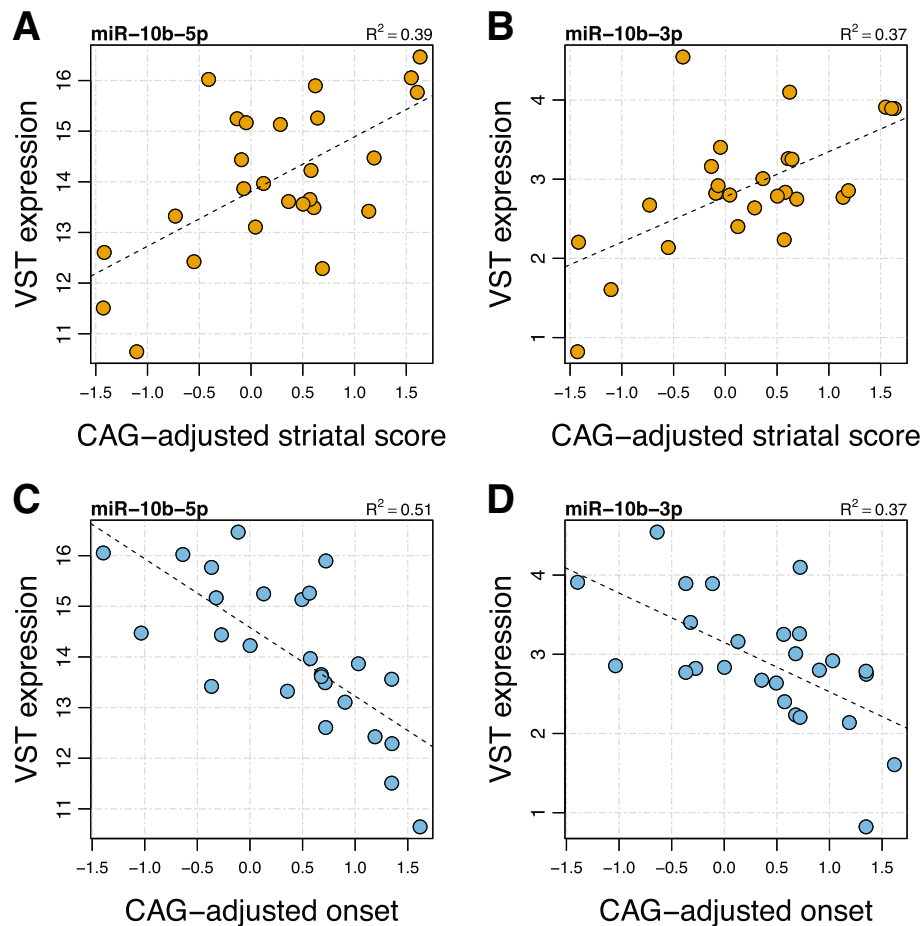 A
miR−10b−5p
R² = 0.39
VST expression
16
15
14
13
12
11
−1.5 −1.0 −0.5 0.0 0.5 1.0 1.5
CAG−adjusted striatal score
B
miR−10b−3p
R² = 0.37
VST expression
4
3
2
1
−1.5 −1.0 −0.5 0.0 0.5 1.0 1.5
CAG−adjusted striatal score
C
miR−10b−5p
R² = 0.51
VST expression
16
15
14
13
12
11
−1.5 −1.0 −0.5 0.0 0.5 1.0 1.5
CAG−adjusted onset
D
miR−10b−3p
R² = 0.37
VST expression
4
3
2
1
−1.5 −1.0 −0.5 0.0 0.5 1.0 1.5
CAG−adjusted onset